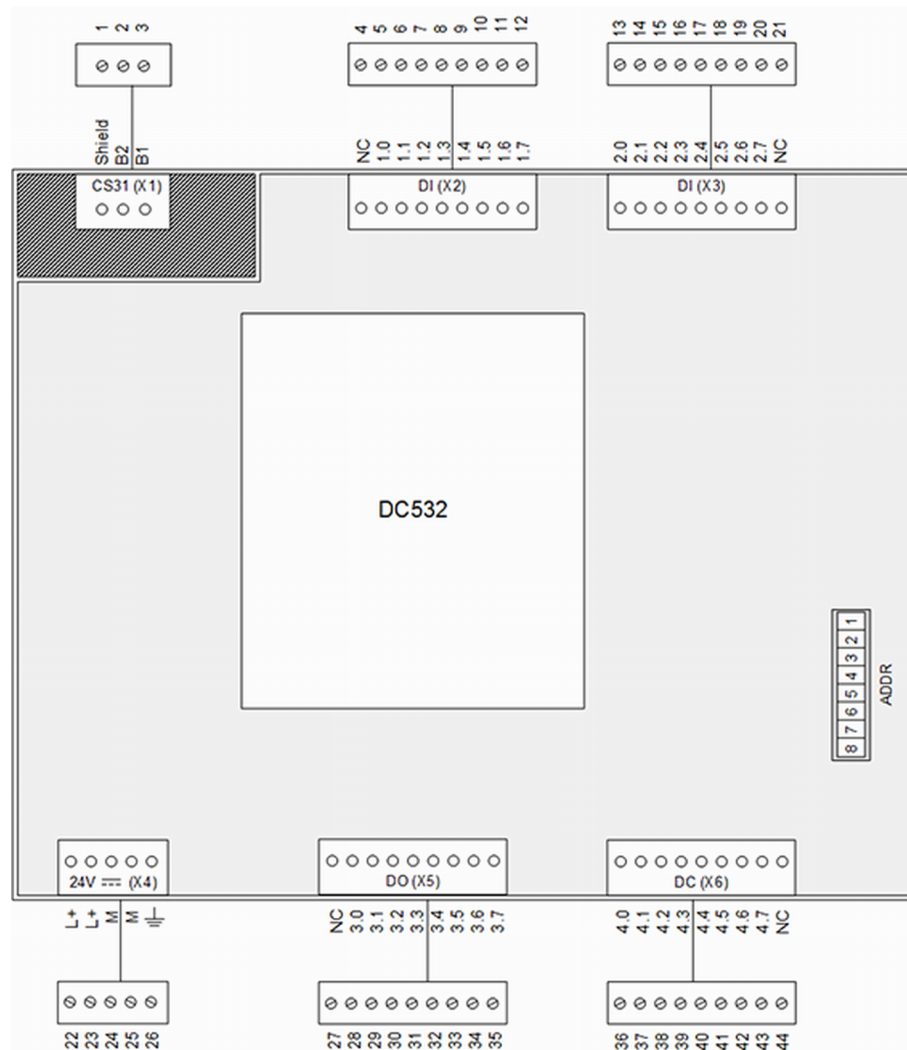 1 2 3
4 5 6 7 8 9 10 11 12
13 14 15 16 17 18 19 20 21
Shield B2 B1
NC 1.0 1.1 1.2 1.3 1.4 1.5 1.6 1.7
2.0 2.1 2.2 2.3 2.4 2.5 2.6 2.7 NC
CS31 (X1)
DI (X2)
DI (X3)
DC532
1 2 3 4 5 6 7 8
ADDR
24V (X4)
DO (X5)
DC (X6)
L+ L+ M M
NC 3.0 3.1 3.2 3.3 3.4 3.5 3.6 3.7
4.0 4.1 4.2 4.3 4.4 4.5 4.6 4.7 NC
22 23 24 25 26
27 28 29 30 31 32 33 34 35
36 37 38 39 40 41 42 43 44